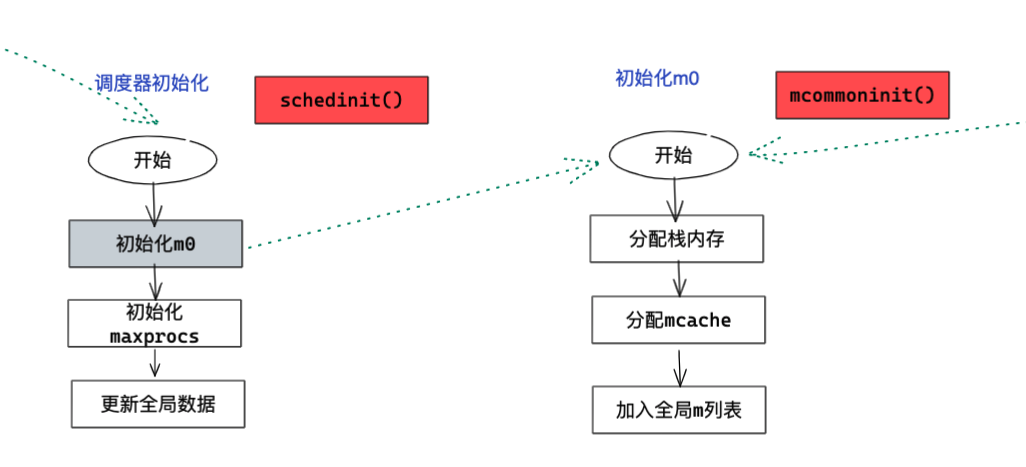 调度器初始化
schedinit()
开始
初始化m0
初始化
maxprocs
更新全局数据
初始化m0
mcommoninit()
开始
分配栈内存
分配mcache
加入全局m列表